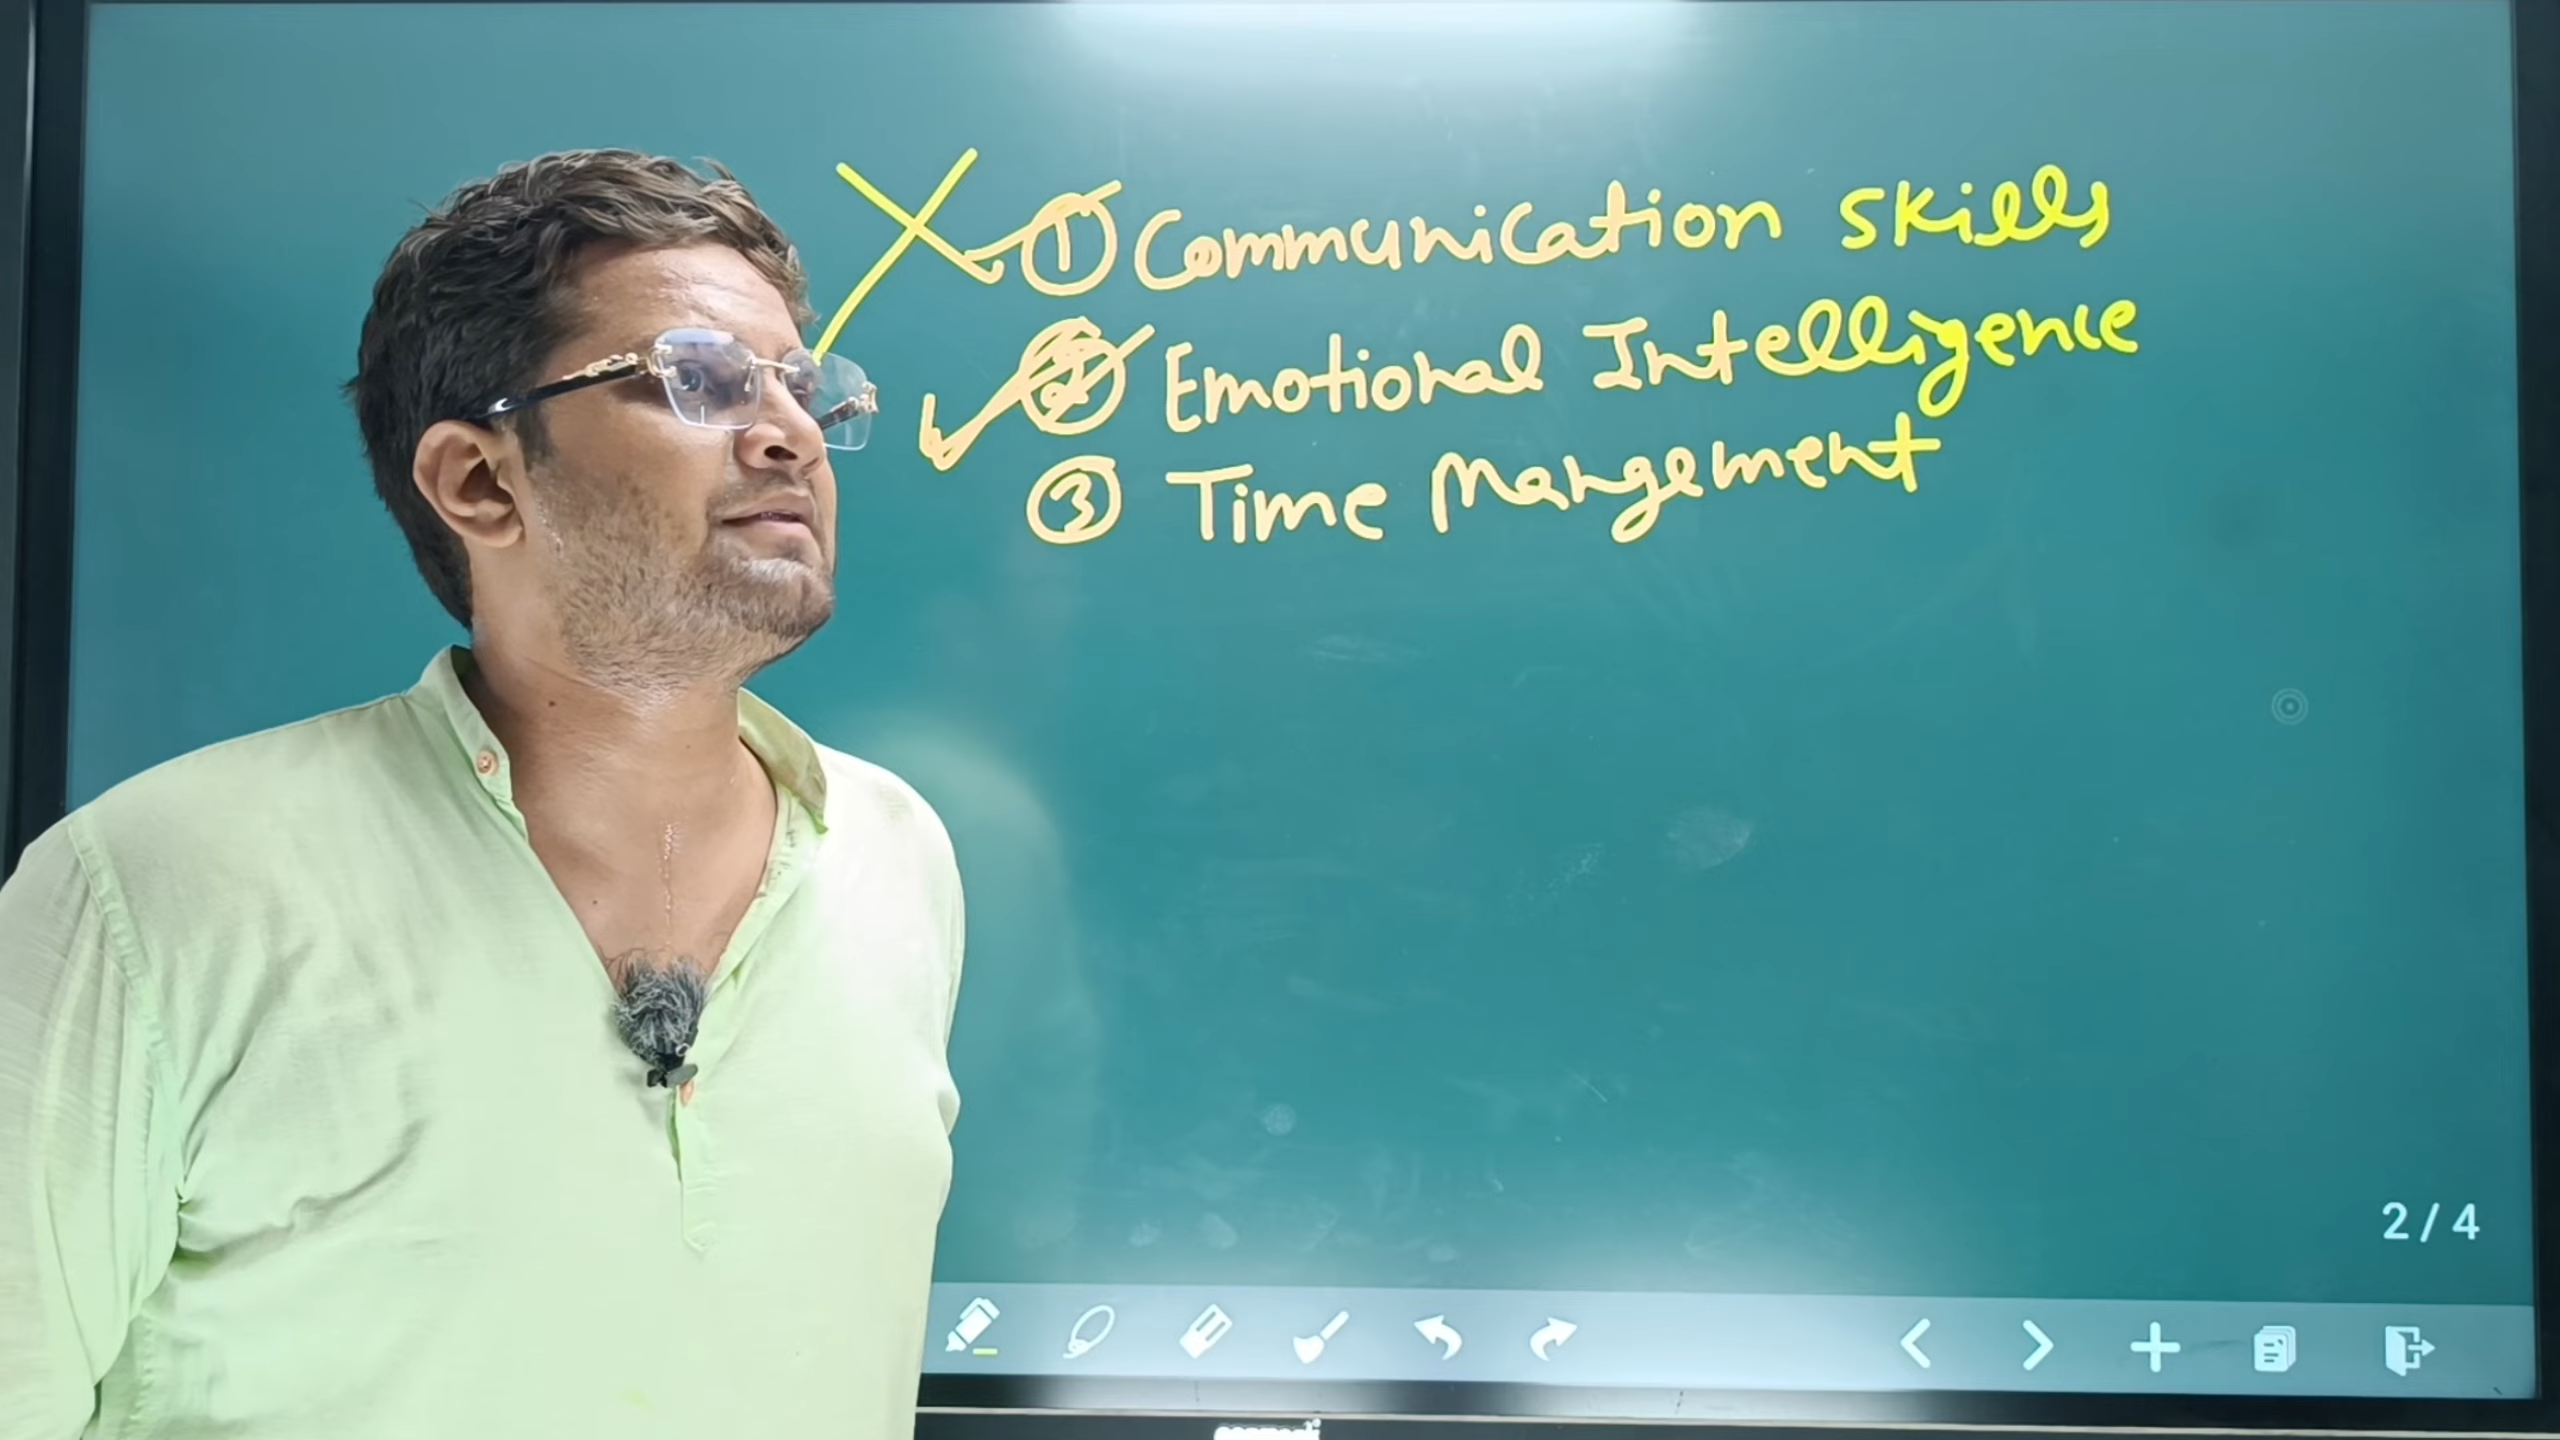 ① Communication Skills
② Emotional Intelligence
③ Time Mangement
2/4